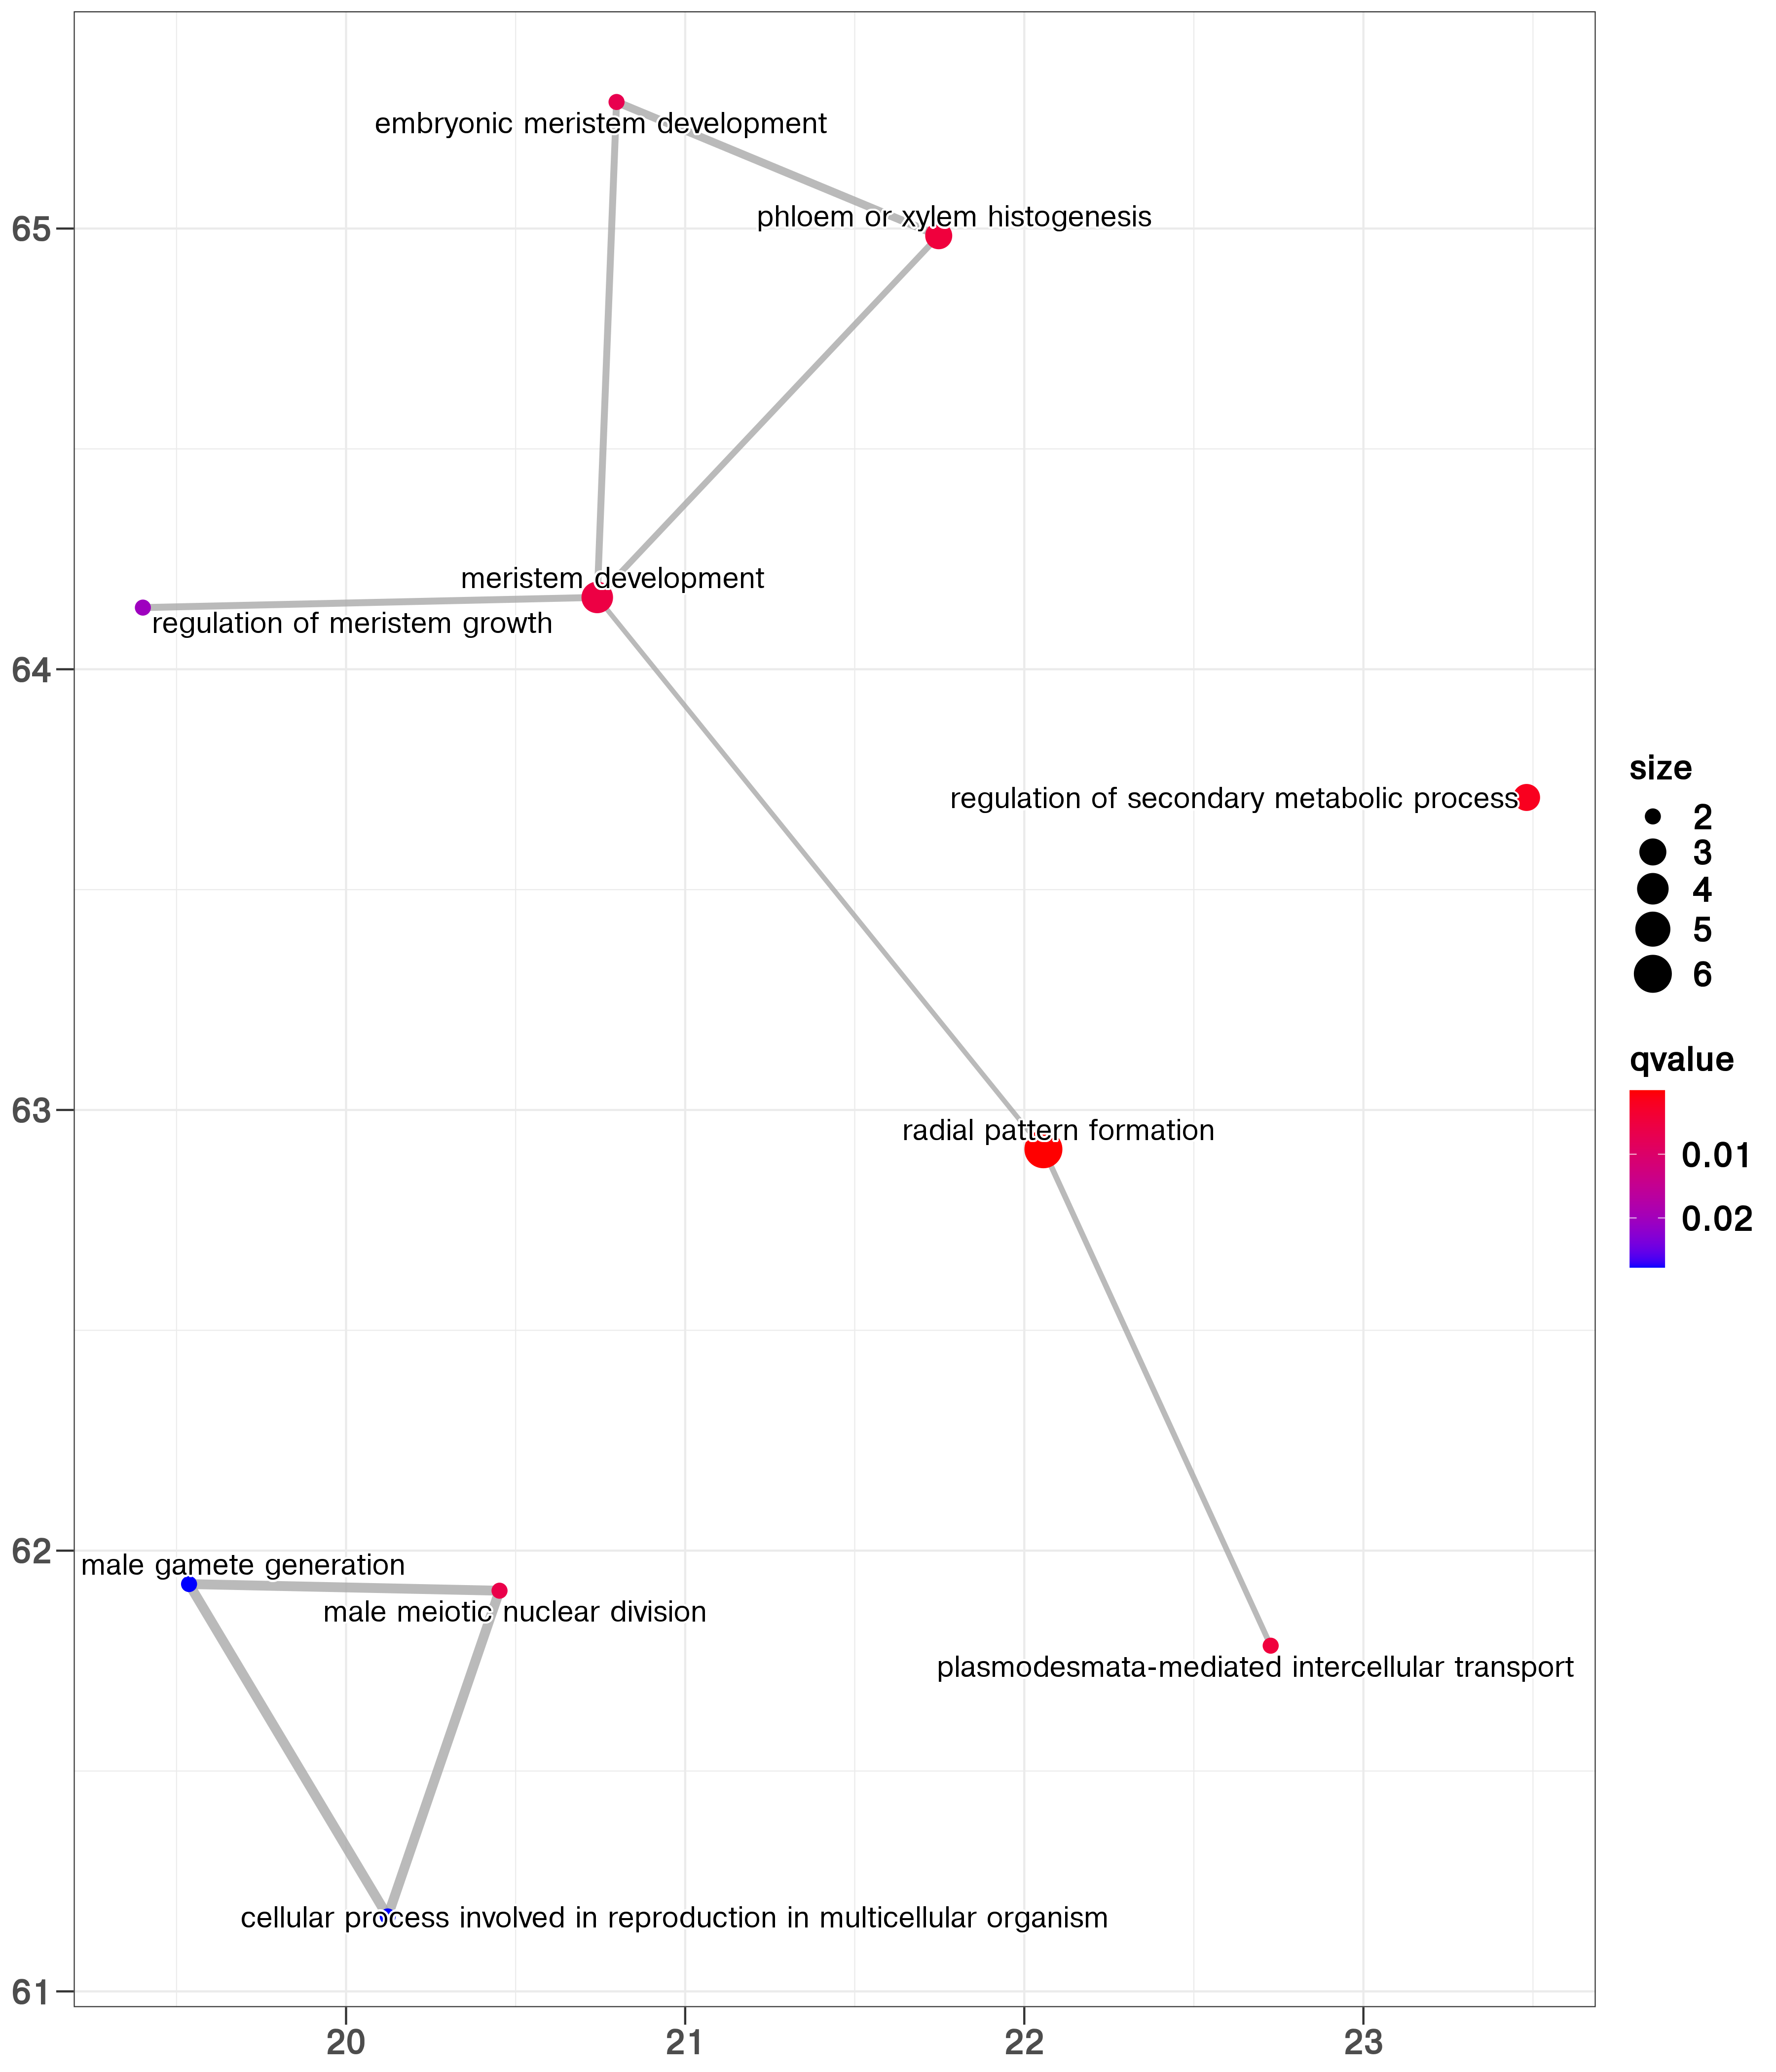 embryonic meristem development
phloem or xylem histogenesis
65
meristem development
regulation of meristem growth
64
regulation of secondary metabolic process
63
radial pattern formation
62
male gamete generation
male meiotic nuclear division
plasmodesmata-mediated intercellular transport
cellular process involved in reproduction in multicellular organism
61
20
21
22
23
size
2
3
4
5
6
qvalue
0.01
0.02